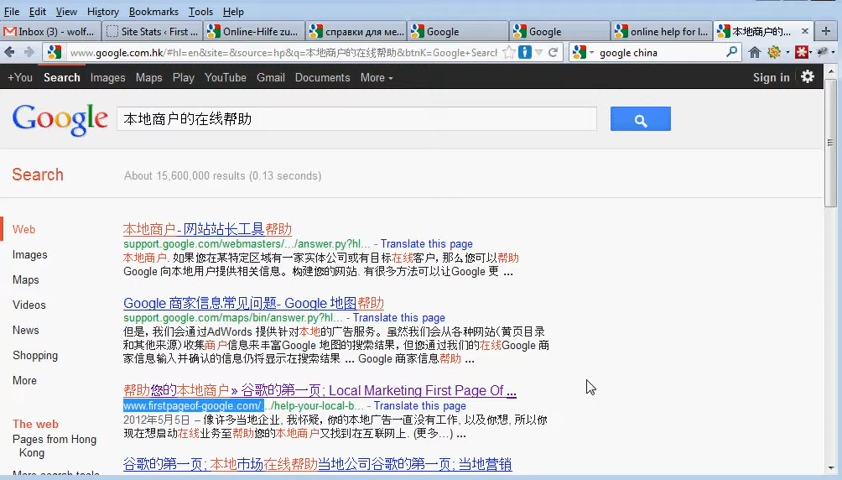 File Edit View History Bookmarks Tools Help
Inbox (3) - wolf... Site Stats ‹ First ... Online-Hilfe zu... справки для ме... Google Google online help for l... 本地商户的在...
www.google.com.hk/#hl=en&site=&source=hp&q=本地商户的在线帮助&btnK=Google+Searc google china
+You Search Images Maps Play YouTube Gmail Documents More Sign in
Google 本地商户的在线帮助
Search About 15,600,000 results (0.13 seconds)
Web
Images
Maps
Videos
News
Shopping
More
The web
Pages from Hong
Kong
More search tools
本地商户 - 网站站长工具帮助
support.google.com/webmasters/.../answer.py?hl... - Translate this page
本地商户. 如果您在某特定区域有一家实体公司或有目标在线客户, 那么您可以帮助
Google 向本地用户提供相关信息。构建您的网站. 有很多方法可以让Google 更 ...
Google 商家信息常见问题- Google 地图帮助
support.google.com/maps/bin/answer.py?hl... - Translate this page
但是, 我们会通过AdWords 提供针对本地的广告服务。虽然我们会从各种网站(黄页目录
和其他来源)收集商户信息来丰富Google 地图的搜索结果, 但您通过我们的在线Google 商
家信息输入并确认的信息仍将显示在搜索结果 ... Google 商家信息帮助 ...
帮助您的本地商户» 谷歌的第一页; Local Marketing First Page Of ...
www.firstpageof-google.com/.../help-your-local-b... - Translate this page
2012年5月5日 – 像许多当地企业, 我怀疑, 你的本地广告一直没有工作, 以及你想, 所以你
现在想启动在线业务至帮助您的本地商户又找到在互联网上. (更多...) ...
谷歌的第一页; 本地市场在线帮助当地公司谷歌的第一页; 当地营销